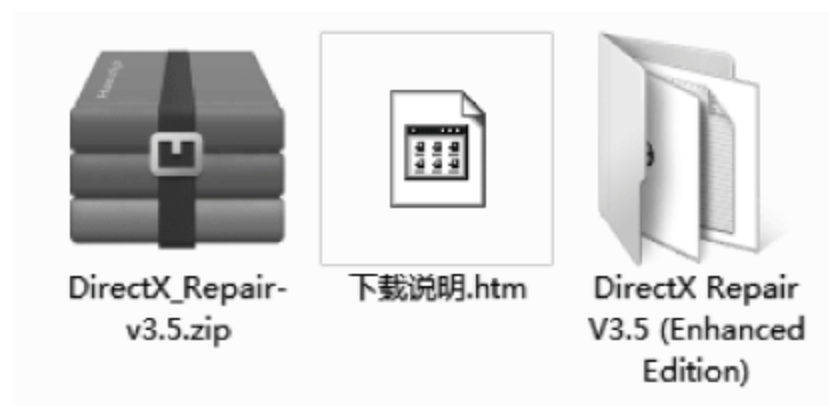 DirectX_Repair-
v3.5.zip
下载说明.htm
DirectX Repair
V3.5 (Enhanced
Edition)